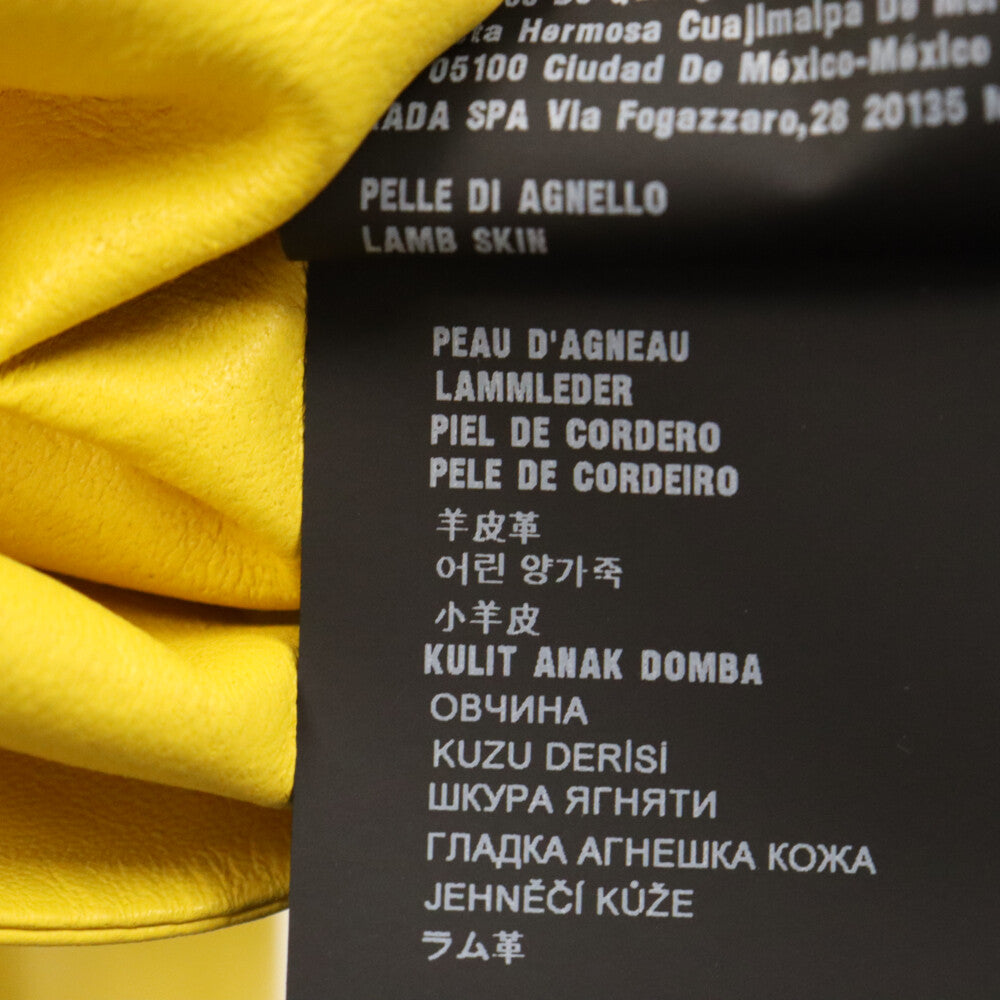 Hermosa Cuajimalpa De
05100 Ciudad De México-México
RADA SPA Via Fogazzaro,28 20135
PELLE DI AGNELLO
LAMB SKIN
PEAU D'AGNEAU
LAMMLEDER
PIEL DE CORDERO
PELE DE CORDEIRO
羊皮革
어린 양가죽
小羊皮
KULIT ANAK DOMBA
ОВЧИНА
KUZU DERİSİ
ШКУРА ЯГНЯТИ
ГЛАДКА АГНЕШКА КОЖА
JEHNĚČÍ KŮŽE
ラム革